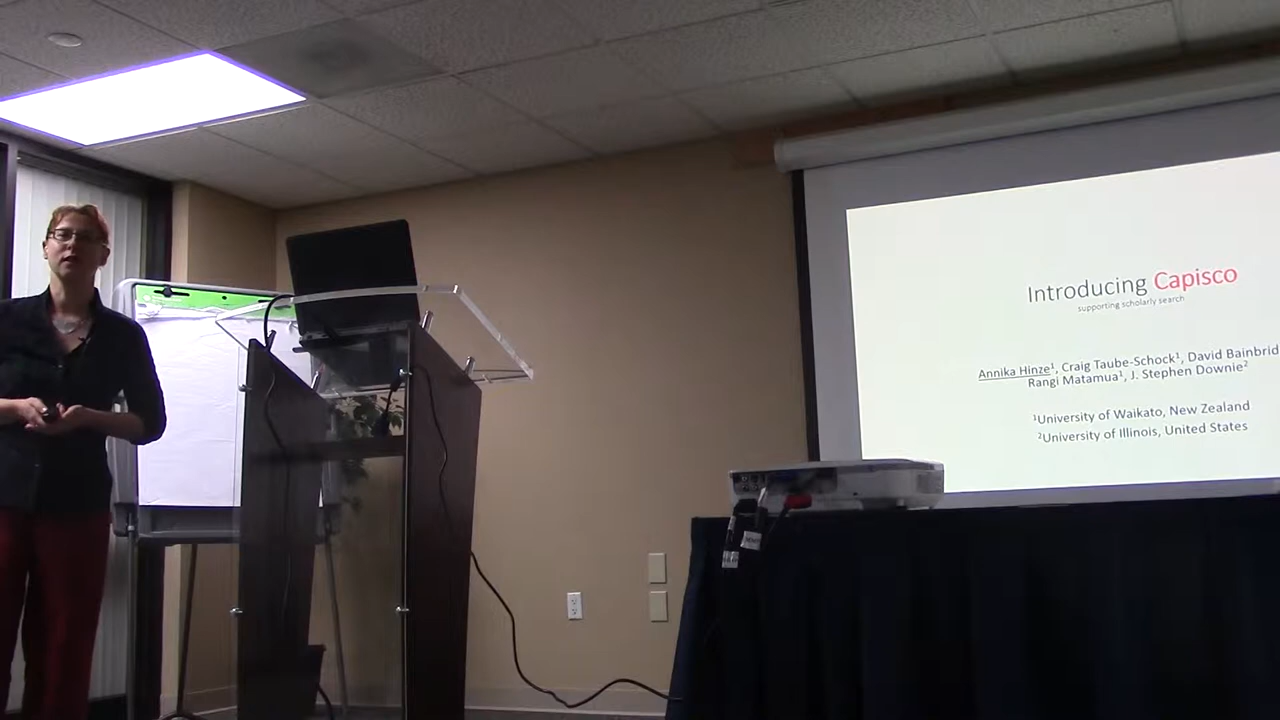 Introducing Capisco
supporting scholarly search
Annika Hinze¹, Craig Taube-Schock¹, David Bainbrid
Rangi Matamua¹, J. Stephen Downie²
¹University of Waikato, New Zealand
²University of Illinois, United States